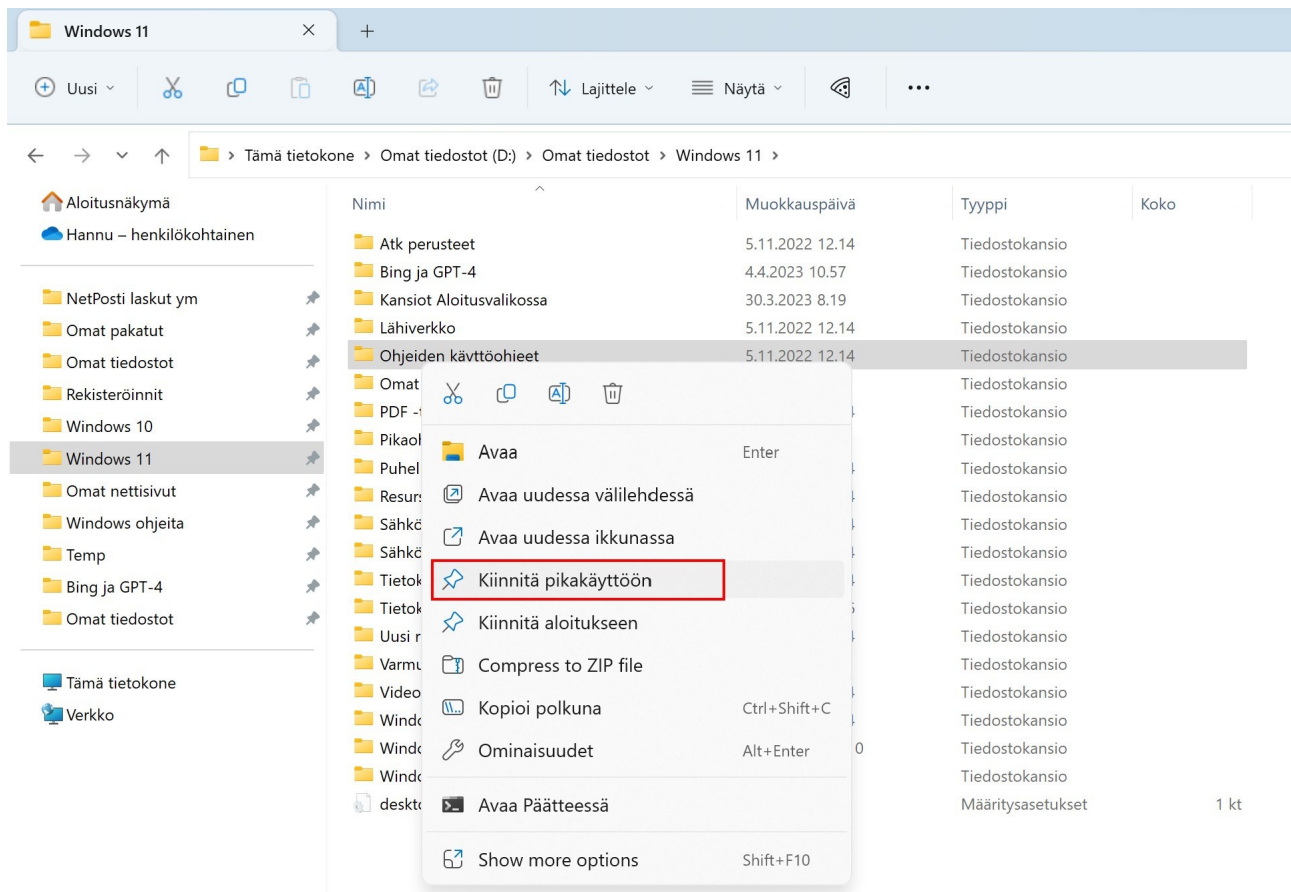 Windows 11
Uusi
Lajittele
Näytä
Tämä tietokone > Omat tiedostot (D:) > Omat tiedostot > Windows 11 >
Aloitusnäkymä
Hannu – henkilökohtainen
NetPosti laskut ym
Omat pakatut
Omat tiedostot
Rekisteröinnit
Windows 10
Windows 11
Omat nettisivut
Windows ohjeita
Temp
Bing ja GPT-4
Omat tiedostot
Tämä tietokone
Verkko
Nimi Muokkauspäivä Tyyppi Koko
Atk perusteet 5.11.2022 12.14 Tiedostokansio
Bing ja GPT-4 4.4.2023 10.57 Tiedostokansio
Kansiot Aloitusvalikossa 30.3.2023 8.19 Tiedostokansio
Lähiverkko 5.11.2022 12.14 Tiedostokansio
Ohjeiden käyttöohjeet 5.11.2022 12.14 Tiedostokansio
Omat Tiedostokansio
PDF Tiedostokansio
Tiedostokansio
Tiedostokansio
Tiedostokansio
Tiedostokansio
Tiedostokansio
Tiedostokansio
Tiedostokansio
Uusi Tiedostokansio
Tiedostokansio
Video Tiedostokansio
Tiedostokansio
Tiedostokansio
Tiedostokansio
Määritysasetukset 1 kt
Avaa Enter
Avaa uudessa välilehdessä
Avaa uudessa ikkunassa
Kiinnitä pikakäyttöön
Kiinnitä aloitukseen
Compress to ZIP file
Kopioi polkuna Ctrl+Shift+C
Ominaisuudet Alt+Enter
Avaa Päätteessä
Show more options Shift+F10